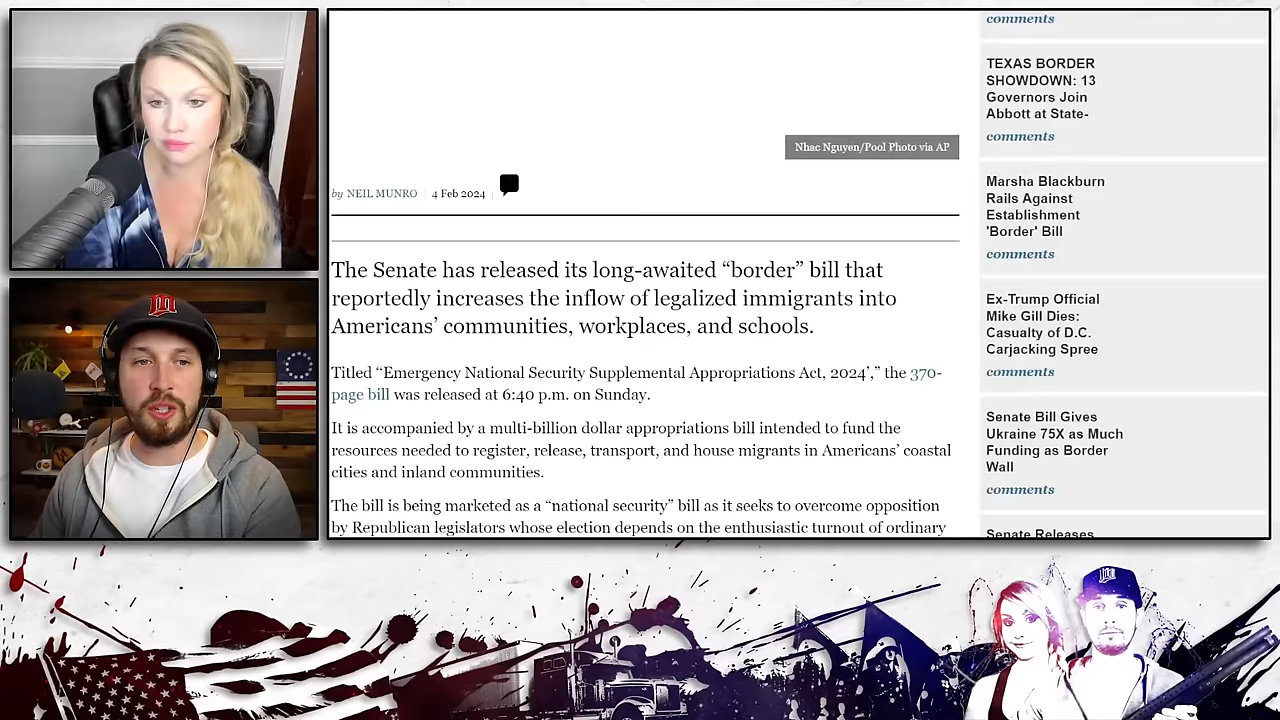 Nhac Nguyen/Pool Photo via AP
by NEIL MUNRO
4 Feb 2024
The Senate has released its long-awaited “border” bill that
reportedly increases the inflow of legalized immigrants into
Americans’ communities, workplaces, and schools.
Titled “Emergency National Security Supplemental Appropriations Act, 2024’,” the 370-
page bill was released at 6:40 p.m. on Sunday.
It is accompanied by a multi-billion dollar appropriations bill intended to fund the
resources needed to register, release, transport, and house migrants in Americans’ coastal
cities and inland communities.
The bill is being marketed as a “national security” bill as it seeks to overcome opposition
by Republican legislators whose election depends on the enthusiastic turnout of ordinary
comments
TEXAS BORDER
SHOWDOWN: 13
Governors Join
Abbott at State-
comments
Marsha Blackburn
Rails Against
Establishment
'Border' Bill
comments
Ex-Trump Official
Mike Gill Dies:
Casualty of D.C.
Carjacking Spree
comments
Senate Bill Gives
Ukraine 75X as Much
Funding as Border
Wall
comments
Senate Releases